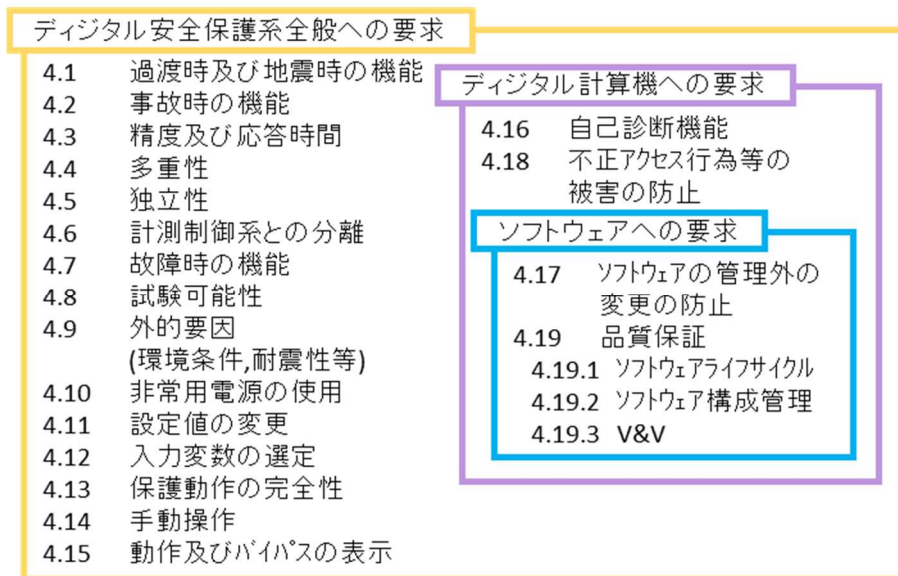 ディジタル安全保護系全般への要求
4.1 過渡時及び地震時の機能
4.2 事故時の機能
4.3 精度及び応答時間
4.4 多重性
4.5 独立性
4.6 計測制御系との分離
4.7 故障時の機能
4.8 試験可能性
4.9 外的要因
(環境条件,耐震性等)
4.10 非常用電源の使用
4.11 設定値の変更
4.12 入力変数の選定
4.13 保護動作の完全性
4.14 手動操作
4.15 動作及びバイパスの表示
ディジタル計算機への要求
4.16 自己診断機能
4.18 不正アクセス行為等の
被害の防止
ソフトウェアへの要求
4.17 ソフトウェアの管理外の
変更の防止
4.19 品質保証
4.19.1 ソフトウェアライフサイクル
4.19.2 ソフトウェア構成管理
4.19.3 V&V